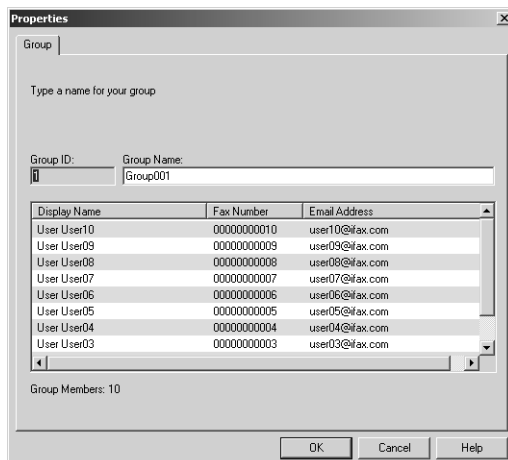 Properties
Group
Type a name for your group
Group ID: Group Name:
1 Group001
Display Name Fax Number Email Address
User User10 00000000010 user10@ifax.com
User User09 00000000009 user09@ifax.com
User User08 00000000008 user08@ifax.com
User User07 00000000007 user07@ifax.com
User User06 00000000006 user06@ifax.com
User User05 00000000005 user05@ifax.com
User User04 00000000004 user04@ifax.com
User User03 00000000003 user03@ifax.com
Group Members: 10
OK Cancel Help